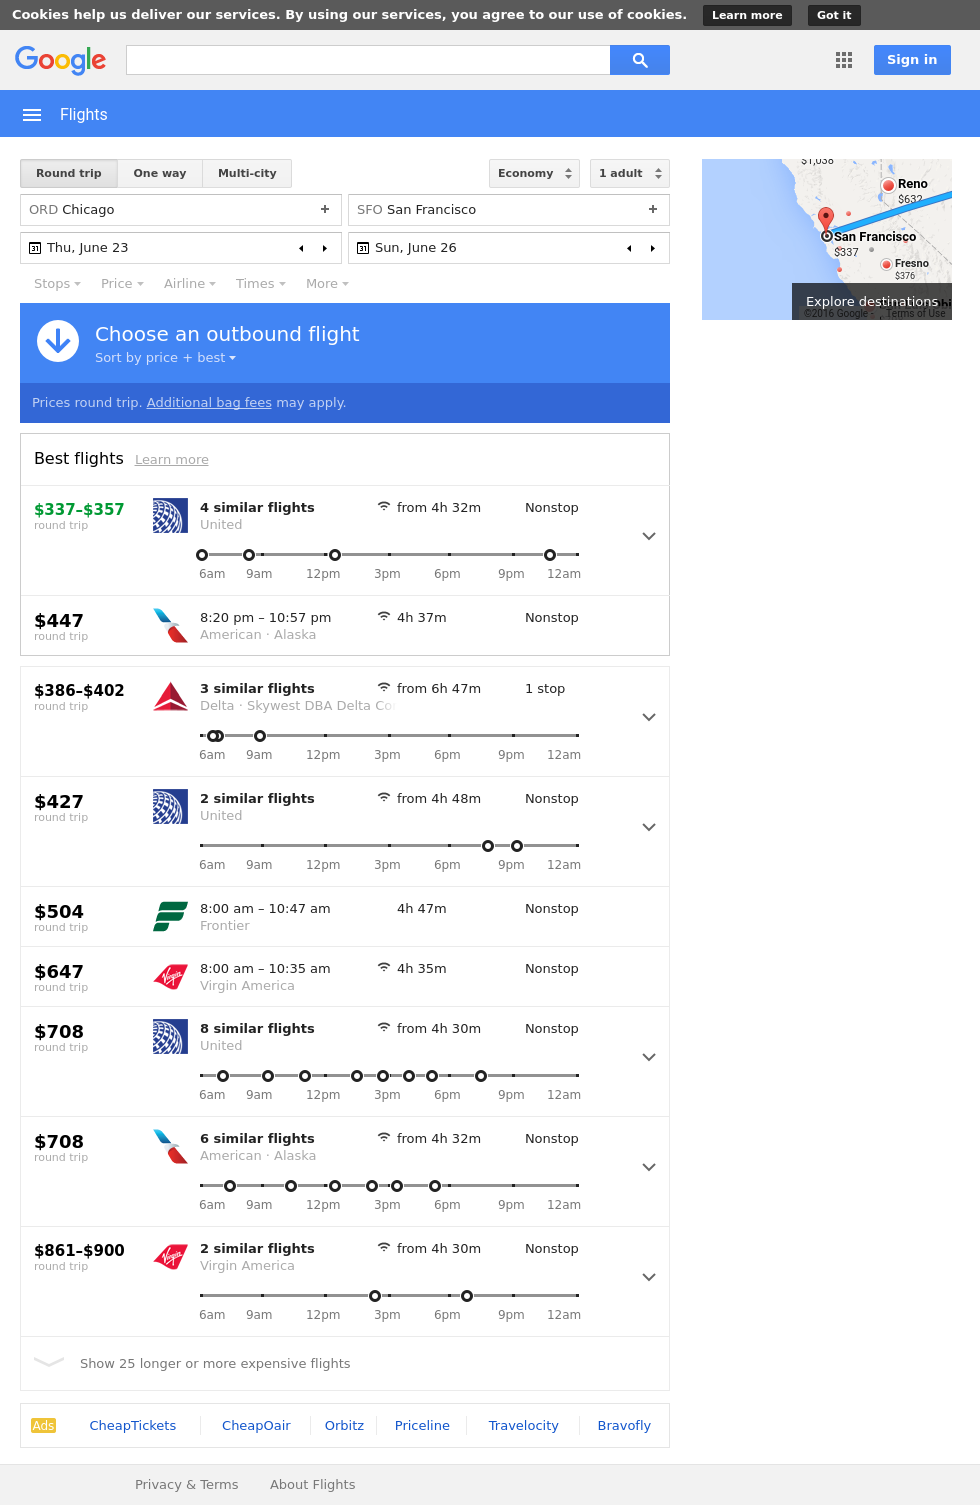 Cookies help us deliver our services. By using our services, you agree to our use of cookies. Learn more Got it
Google Sign in
Flights
Round trip One way Multi-city Economy 1 adult
ORD Chicago + SFO San Francisco +
31 Thu, June 23 31 Sun, June 26
Stops Price Airline Times More
$1,038
Reno
$632
San Francisco
$337
Fresno
$376
Explore destinations
©2016 Google Terms of Use
Choose an outbound flight
Sort by price + best
Prices round trip. Additional bag fees may apply.
Best flights Learn more
$337–$357 4 similar flights from 4h 32m Nonstop
round trip United
6am 9am 12pm 3pm 6pm 9pm 12am
$447 8:20 pm – 10:57 pm 4h 37m Nonstop
round trip American · Alaska
$386–$402 3 similar flights from 6h 47m 1 stop
round trip Delta · Skywest DBA Delta Co
6am 9am 12pm 3pm 6pm 9pm 12am
$427 2 similar flights from 4h 48m Nonstop
round trip United
6am 9am 12pm 3pm 6pm 9pm 12am
$504 8:00 am – 10:47 am 4h 47m Nonstop
round trip Frontier
$647 Virgin 8:00 am – 10:35 am 4h 35m Nonstop
round trip Virgin America
$708 8 similar flights from 4h 30m Nonstop
round trip United
6am 9am 12pm 3pm 6pm 9pm 12am
$708 6 similar flights from 4h 32m Nonstop
round trip American · Alaska
6am 9am 12pm 3pm 6pm 9pm 12am
$861–$900 Virgin 2 similar flights from 4h 30m Nonstop
round trip Virgin America
6am 9am 12pm 3pm 6pm 9pm 12am
Show 25 longer or more expensive flights
Ads CheapTickets CheapOair Orbitz Priceline Travelocity Bravofly
Privacy & Terms About Flights